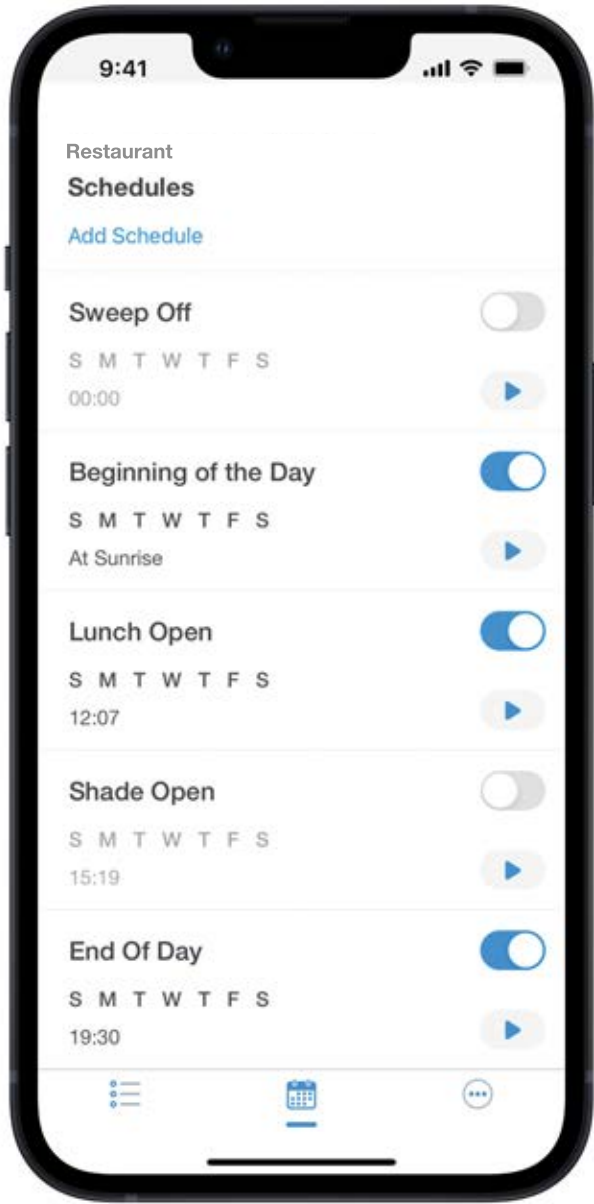 9:41
Restaurant
Schedules
Add Schedule
Sweep Off
S M T W T F S
00:00
Beginning of the Day
S M T W T F S
At Sunrise
Lunch Open
S M T W T F S
12:07
Shade Open
S M T W T F S
15:19
End Of Day
S M T W T F S
19:30